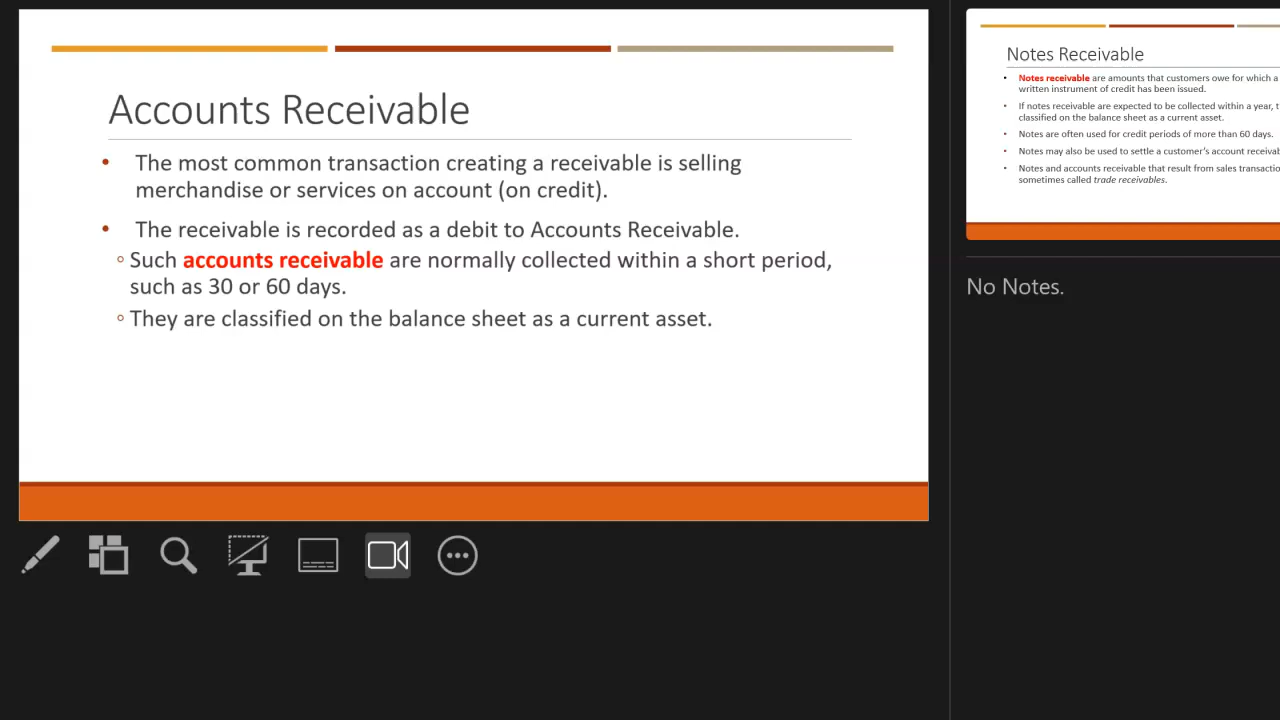 Accounts Receivable
• The most common transaction creating a receivable is selling
merchandise or services on account (on credit).
• The receivable is recorded as a debit to Accounts Receivable.
◦ Such accounts receivable are normally collected within a short period,
such as 30 or 60 days.
◦ They are classified on the balance sheet as a current asset.
Notes Receivable
• Notes receivable are amounts that customers owe for which a
written instrument of credit has been issued.
• If notes receivable are expected to be collected within a year, t
classified on the balance sheet as a current asset.
• Notes are often used for credit periods of more than 60 days.
• Notes may also be used to settle a customer's account receivab
• Notes and accounts receivable that result from sales transactio
sometimes called trade receivables.
No Notes.